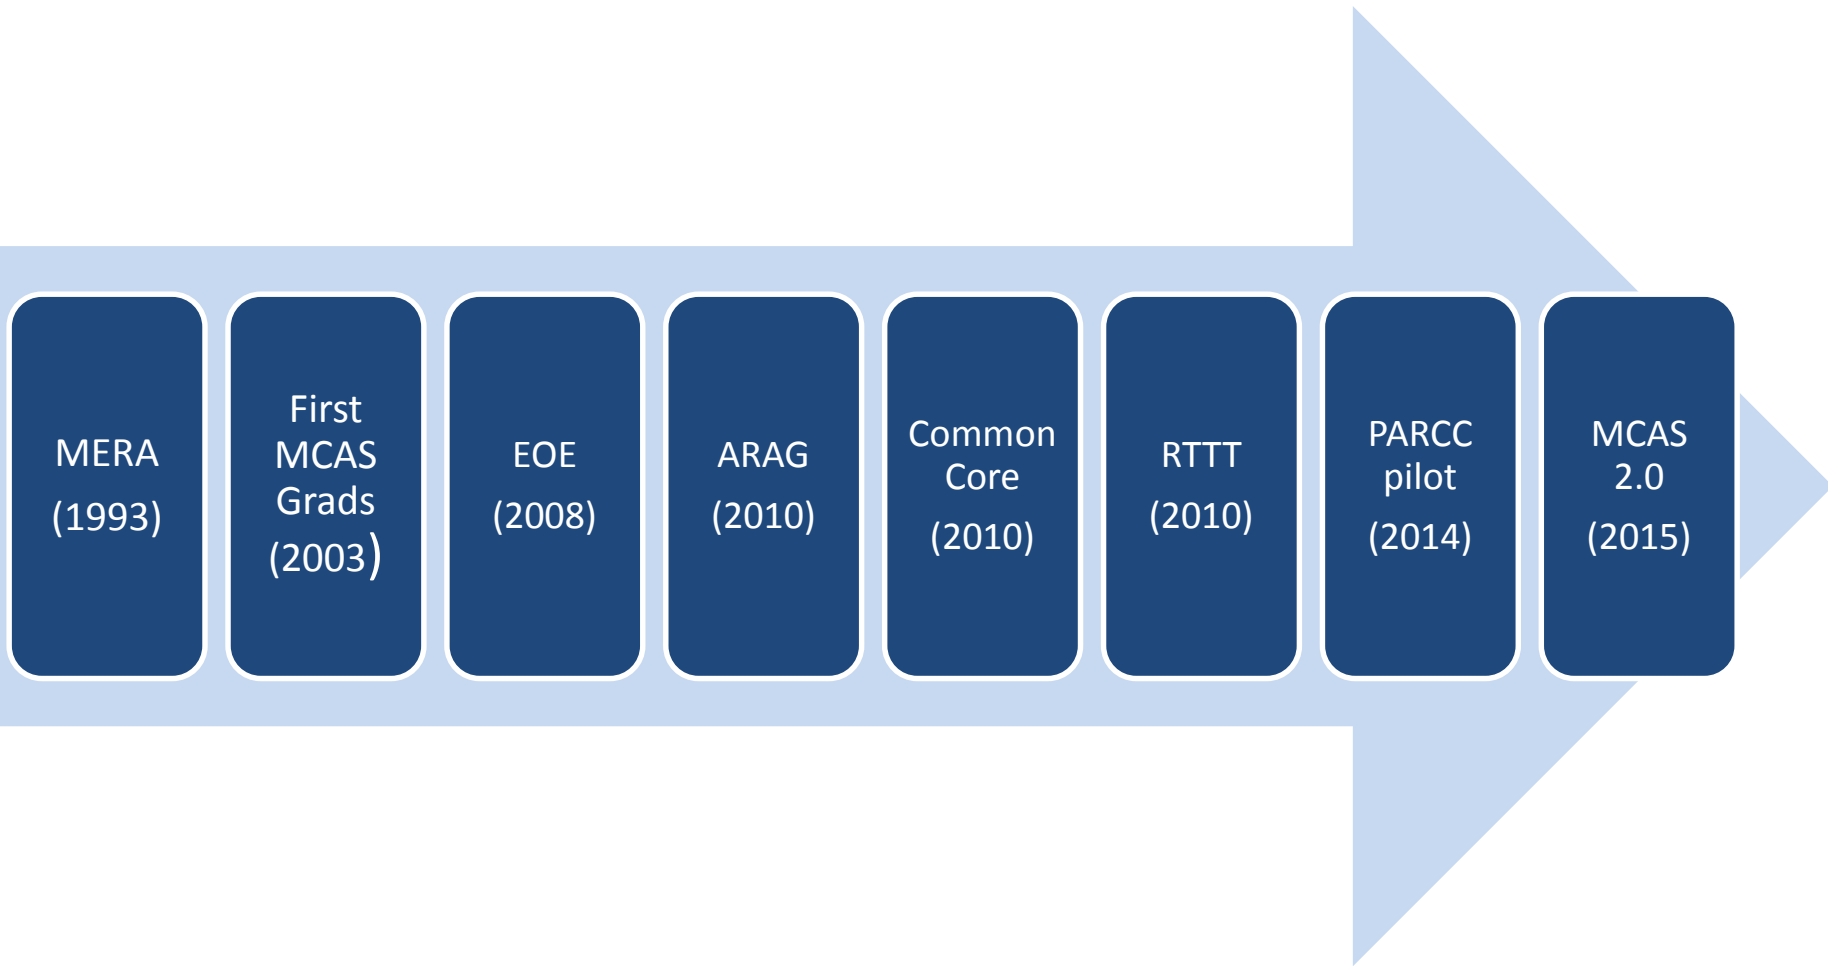 MERA
(1993)
First
MCAS
Grads
(2003)
EOE
(2008)
ARAG
(2010)
Common
Core
(2010)
RTTT
(2010)
PARCC
pilot
(2014)
MCAS
2.0
(2015)